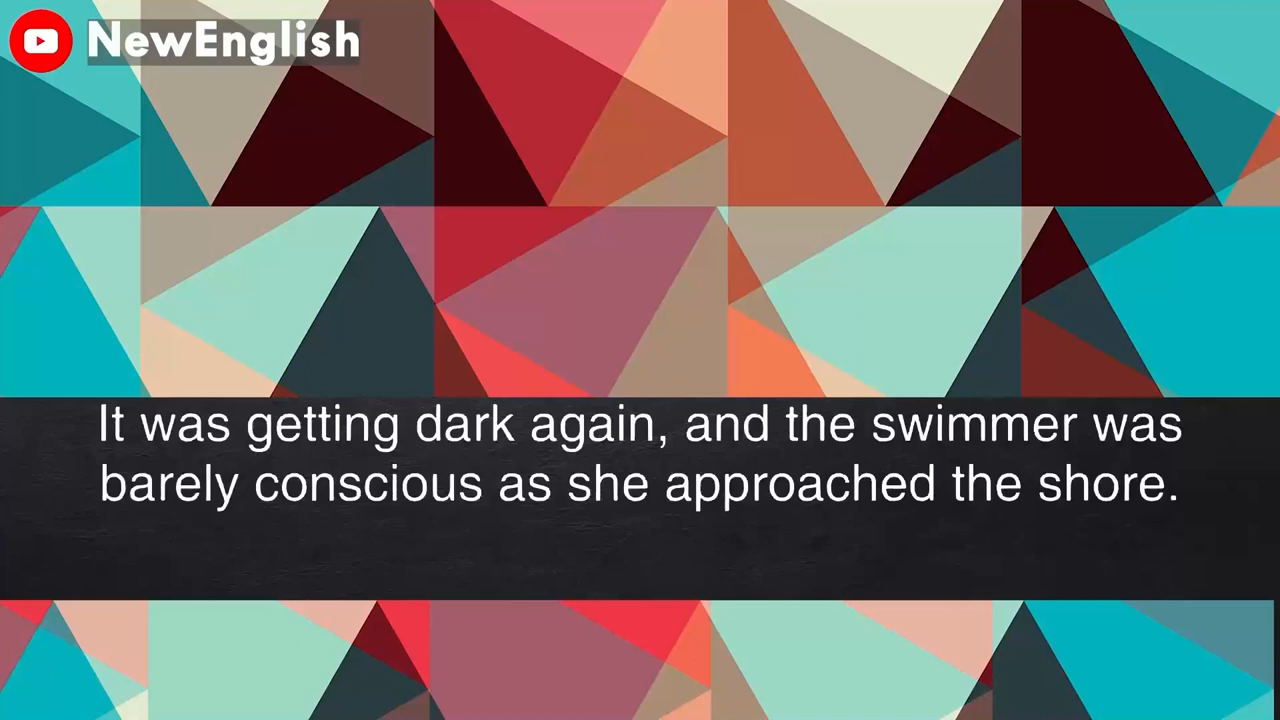 NewEnglish
It was getting dark again, and the swimmer was
barely conscious as she approached the shore.